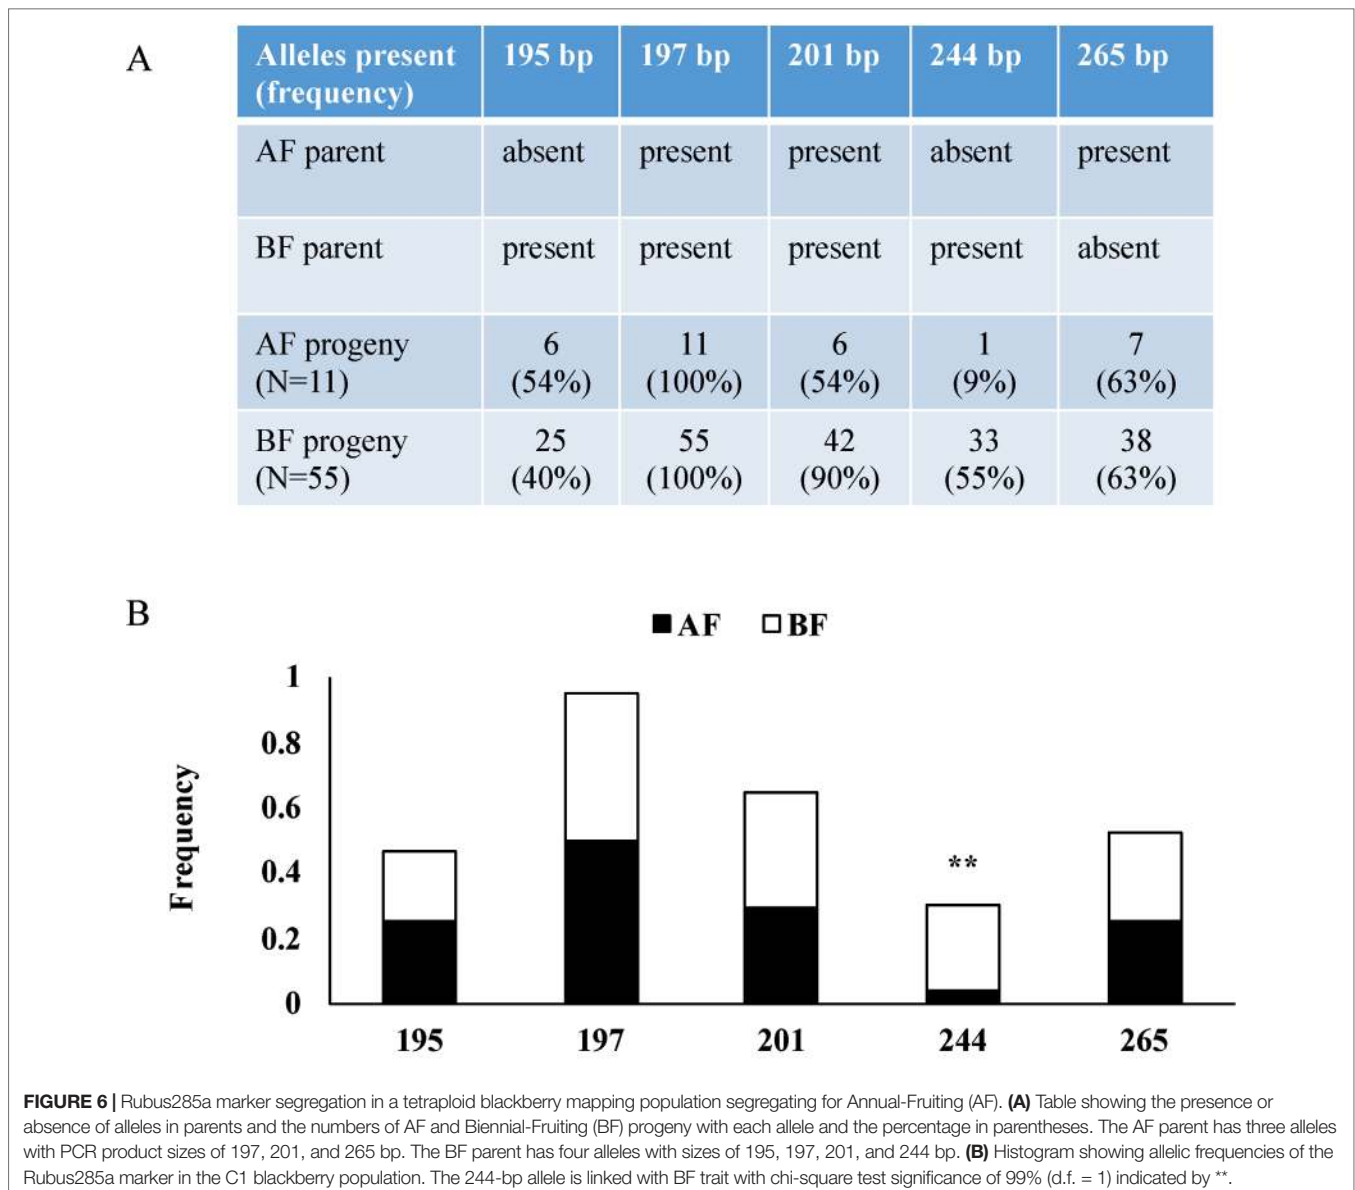 A
Alleles present (frequency) 195 bp 197 bp 201 bp 244 bp 265 bp
AF parent absent present present absent present
BF parent present present present present absent
AF progeny 6 11 6 1 7
(N=11) (54%) (100%) (54%) (9%) (63%)
BF progeny 25 55 42 33 38
(N=55) (40%) (100%) (90%) (55%) (63%)
B
AF BF
1
0.8
0.6
0.4
0.2
0
Frequency
**
195 197 201 244 265
FIGURE 6 | Rubus285a marker segregation in a tetraploid blackberry mapping population segregating for Annual-Fruiting (AF). (A) Table showing the presence or
absence of alleles in parents and the numbers of AF and Biennial-Fruiting (BF) progeny with each allele and the percentage in parentheses. The AF parent has three alleles
with PCR product sizes of 197, 201, and 265 bp. The BF parent has four alleles with sizes of 195, 197, 201, and 244 bp. (B) Histogram showing allelic frequencies of the
Rubus285a marker in the C1 blackberry population. The 244-bp allele is linked with BF trait with chi-square test significance of 99% (d.f. = 1) indicated by **.